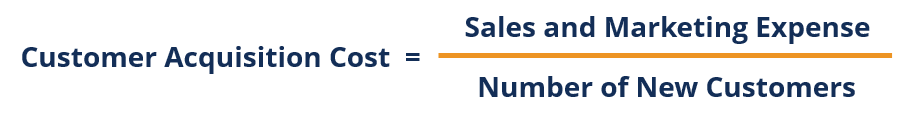 Sales and Marketing Expense
Customer Acquisition Cost =
Number of New Customers